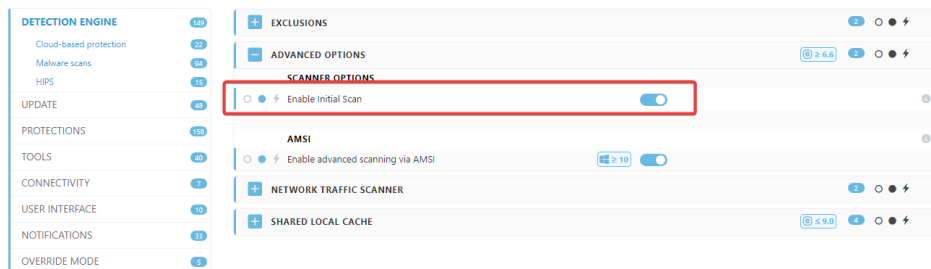 DETECTION ENGINE 149
Cloud-based protection 22
Malware scans 94
HIPS 15
UPDATE 48
PROTECTIONS 158
TOOLS 40
CONNECTIVITY 7
USER INTERFACE 10
NOTIFICATIONS 33
OVERRIDE MODE 5
EXCLUSIONS 2
ADVANCED OPTIONS e ≥ 6.6 2
SCANNER OPTIONS
Enable Initial Scan
AMSI
Enable advanced scanning via AMSI ≥ 10
NETWORK TRAFFIC SCANNER 2
SHARED LOCAL CACHE e ≤ 9.0 4